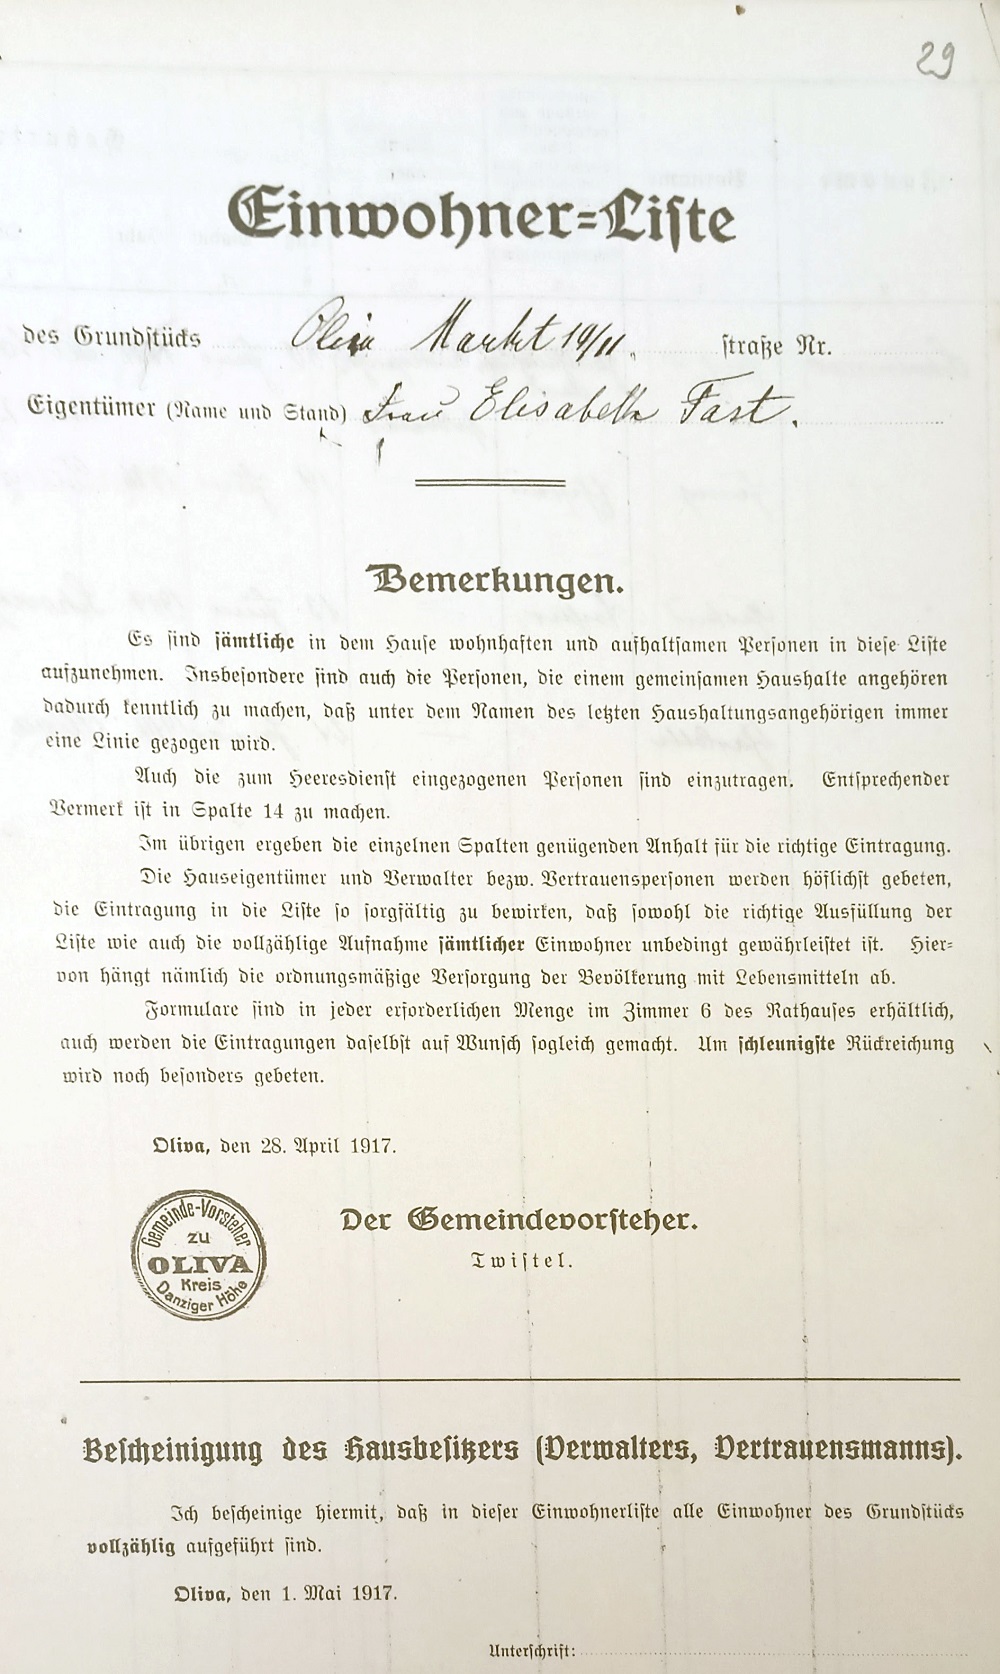 29
Einwohner=Liste
des Grundstücks Oliva Markt 19/11. straße Nr.
Eigentümer (Name und Stand) Frau Elisabeth Fast.
Bemerkungen.
Es sind sämtliche in dem Hause wohnhaften und aufhaltsamen Personen in diese Liste
aufzunehmen. Insbesondere sind auch die Personen, die einem gemeinsamen Haushalte angehören
dadurch kenntlich zu machen, daß unter dem Namen des letzten Haushaltungsangehörigen immer
eine Linie gezogen wird.
Auch die zum Heeresdienst eingezogenen Personen sind einzutragen. Entsprechender
Vermerk ist in Spalte 14 zu machen.
Im übrigen ergeben die einzelnen Spalten genügenden Anhalt für die richtige Eintragung.
Die Hauseigentümer und Verwalter bezw. Vertrauenspersonen werden höflichst gebeten,
die Eintragung in die Liste so sorgfältig zu bewirken, daß sowohl die richtige Ausfüllung der
Liste wie auch die vollzählige Aufnahme sämtlicher Einwohner unbedingt gewährleistet ist. Hier=
von hängt nämlich die ordnungsmäßige Versorgung der Bevölkerung mit Lebensmitteln ab.
Formulare sind in jeder erforderlichen Menge im Zimmer 6 des Rathauses erhältlich,
auch werden die Eintragungen daselbst auf Wunsch sogleich gemacht. Um schleunigste Rückreichung
wird noch besonders gebeten.
Oliva, den 28. April 1917.
Gemeinde-Vorsteher
zu
OLIVA
Kreis
Danziger Höhe
Der Gemeindevorsteher.
Twistel.
Bescheinigung des Hausbesitzers (Verwalters, Vertrauensmanns).
Ich bescheinige hiermit, daß in dieser Einwohnerliste alle Einwohner des Grundstücks
vollzählig aufgeführt sind.
Oliva, den 1. Mai 1917.
Unterschrift: